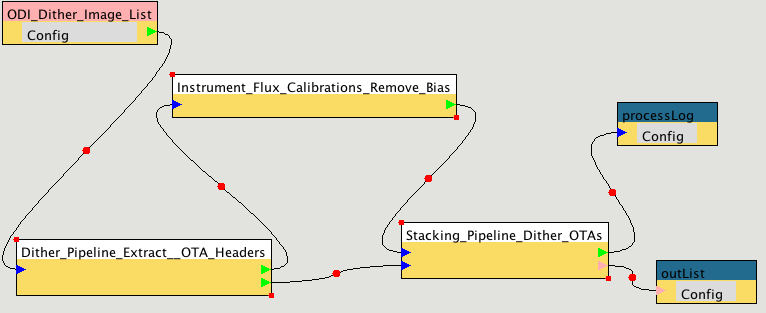 ODI_Dither_Image_List
Config
Instrument_Flux_Calibrations_Remove_Bias
processLog
Config
Dither_Pipeline_Extract__OTA_Headers
Stacking_Pipeline_Dither_OTAs
outList
Config